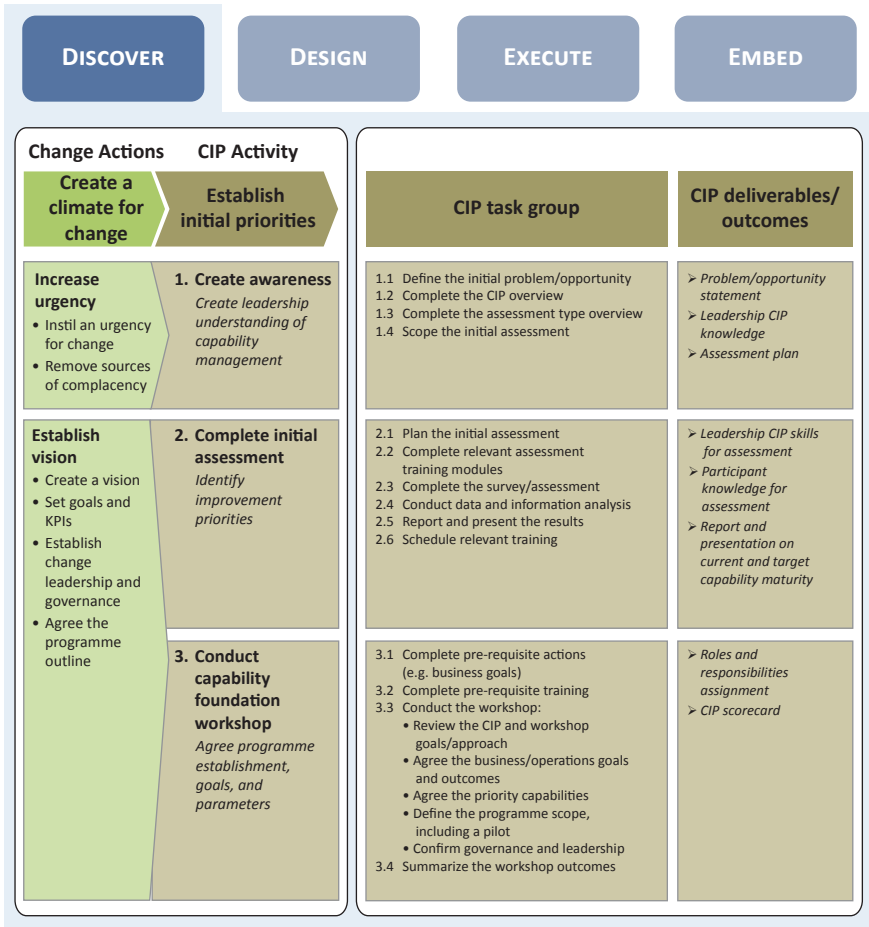 DISCOVER
DESIGN
EXECUTE
EMBED
Change Actions
CIP Activity
Create a
climate for
change
Establish
initial priorities
CIP task group
CIP deliverables/
outcomes
Increase
urgency
• Instil an urgency
for change
• Remove sources
of complacency
1. Create awareness
Create leadership
understanding of
capability
management
1.1 Define the initial problem/opportunity
1.2 Complete the CIP overview
1.3 Complete the assessment type overview
1.4 Scope the initial assessment
➢ Problem/opportunity
statement
➢ Leadership CIP
knowledge
➢ Assessment plan
Establish
vision
• Create a vision
• Set goals and
KPIs
• Establish
change
leadership and
governance
• Agree the
programme
outline
2. Complete initial
assessment
Identify
improvement
priorities
2.1 Plan the initial assessment
2.2 Complete relevant assessment
training modules
2.3 Complete the survey/assessment
2.4 Conduct data and information analysis
2.5 Report and present the results
2.6 Schedule relevant training
➢ Leadership CIP skills
for assessment
➢ Participant
knowledge for
assessment
➢ Report and
presentation on
current and target
capability maturity
3. Conduct
capability
foundation
workshop
Agree programme
establishment,
goals, and
parameters
3.1 Complete pre-requisite actions
(e.g. business goals)
3.2 Complete pre-requisite training
3.3 Conduct the workshop:
• Review the CIP and workshop
goals/approach
• Agree the business/operations goals
and outcomes
• Agree the priority capabilities
• Define the programme scope,
including a pilot
• Confirm governance and leadership
3.4 Summarize the workshop outcomes
➢ Roles and
responsibilities
assignment
➢ CIP scorecard